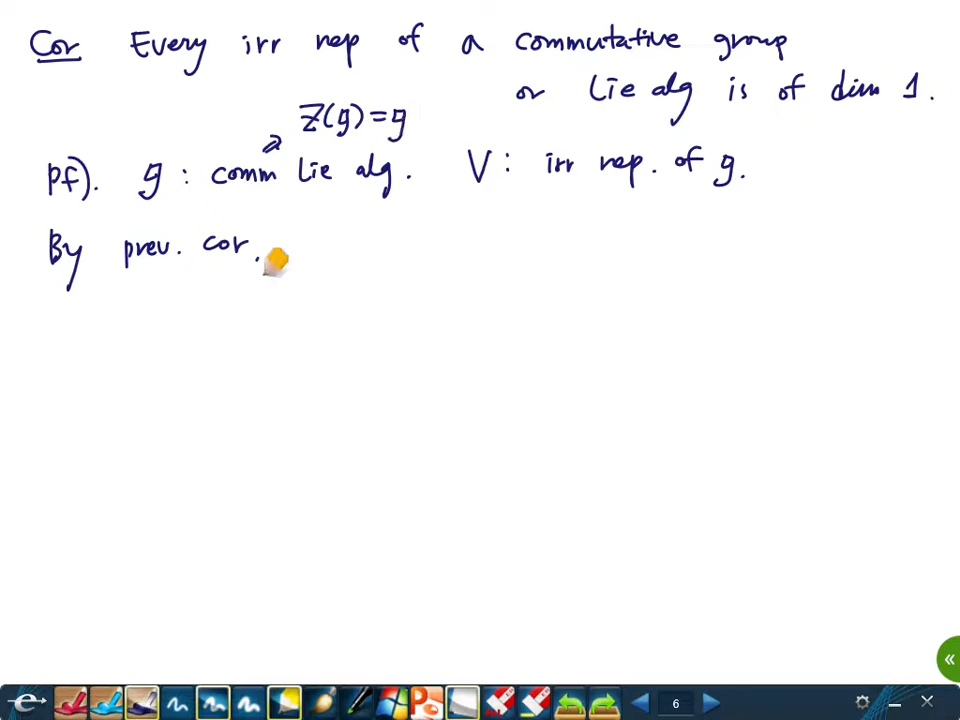 Cor Every irr rep of a commutative group
or Lie alg is of dim 1.
Z(g)=g
pf). g : comm Lie alg. V: irr rep. of g.
By prev. cor.
6